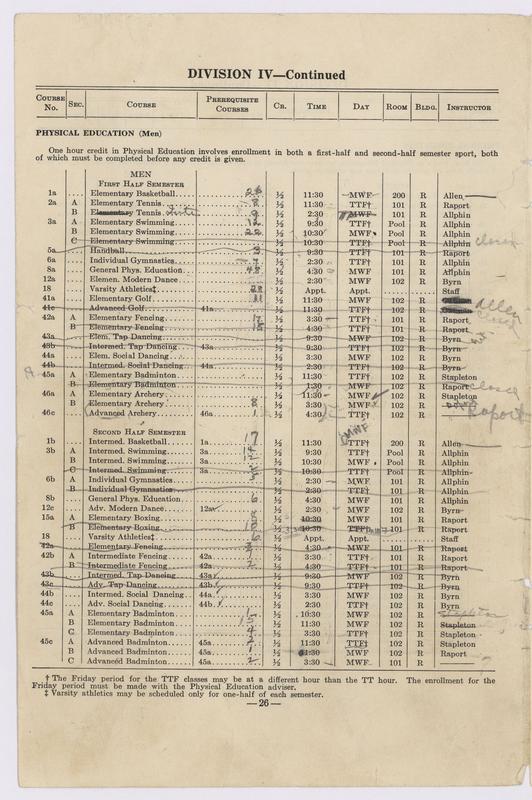 DIVISION IV—Continued
COURSE No. SEC. COURSE PREREQUISITE COURSES CR. TIME DAY ROOM BLDG. INSTRUCTOR
PHYSICAL EDUCATION (Men)
One hour credit in Physical Education involves enrollment in both a first-half and second-half semester sport, both
of which must be completed before any credit is given.
MEN
FIRST HALF SEMESTER
1a .... Elementary Basketball 28 ½ 11:30 MWF 200 R Allen
2a A Elementary Tennis 8 ½ 11:30 TTF† 101 R Raport
B Elementary Tennis 9 ½ 2:30 MWF 101 R Allphin
3a A Elementary Swimming 12 ½ 9:30 TTF† Pool R Allphin
B Elementary Swimming 22 ½ 10:30 MWF Pool R Allphin
C Elementary Swimming ½ 10:30 TTF† Pool R Allphin closed
5a .... Handball 3 ½ 9:30 TTF† 101 R Raport
6a .... Individual Gymnastics 7 ½ 2:30 TTF† 101 R Allphin
8a .... General Phys. Education 48 ½ 4:30 MWF 101 R Allphin
12a .... Elemen. Modern Dance ½ 2:30 MWF 102 R Byrn
18 .... Varsity Athletics‡ 28 ½ Appt. Appt. .... .... Staff
41a .... Elementary Golf 11 ½ 11:30 MWF 102 R Allen
41c .... Advanced Golf 41a ½ 11:30 TTF† 102 R closed
42a A Elementary Fencing 17 ½ 3:30 TTF† 101 R Raport
B Elementary Fencing 18 ½ 4:30 TTF† 101 R Raport
43a .... Elem. Tap Dancing ½ 9:30 MWF 102 R Byrn
43b .... Intermed. Tap Dancing 43a ½ 9:30 TTF† 102 R Byrn
44a .... Elem. Social Dancing ½ 3:30 MWF 102 R Byrn
44b .... Intermed. Social Dancing 44a ½ 2:30 TTF† 102 R Byrn
45a A Elementary Badminton ½ 11:30 TTF† 102 R Stapleton
B Elementary Badminton ½ 1:30 MWF 102 R Raport closed
46a A Elementary Archery ½ 11:30 MWF 102 R Stapleton
B Elementary Archery 8 ½ 3:30 MWF 102 R Raport
46c .... Advanced Archery 46a 1 ½ 4:30 TTF† 102 R
SECOND HALF SEMESTER
MWF
1b .... Intermed. Basketball 1a 17 ½ 11:30 TTF† 200 R Allen
3b A Intermed. Swimming 3a ½ 9:30 TTF† Pool R Allphin
B Intermed. Swimming 3a ½ 10:30 MWF Pool R Allphin
C Intermed. Swimming 3a ½ 10:30 TTF† Pool R Allphin
6b A Individual Gymnastics ½ 2:30 MWF 101 R Allphin
B Individual Gymnastics ½ 2:30 TTF† 101 R Allphin
8b .... General Phys. Education 6 ½ 4:30 MWF 101 R Allphin
12c .... Adv. Modern Dance 12a ½ 2:30 MWF 102 R Byrn
15a A Elementary Boxing ½ 10:30 MWF 102 R Raport
B Elementary Boxing ½ 10:30 TTF† 101 R Raport
18 .... Varsity Athletics‡ 6 ½ Appt. Appt. .... .... Staff
42a .... Elementary Fencing ½ 4:30 MWF 101 R Raport
42b A Intermediate Fencing 42a ½ 3:30 TTF† 101 R Raport
B Intermediate Fencing 42a 2 ½ 4:30 TTF† 101 R Raport
43b .... Intermed. Tap Dancing 43a ½ 9:30 MWF 102 R Byrn
43c .... Adv. Tap Dancing 43b ½ 9:30 TTF† 102 R Byrn
44b .... Intermed. Social Dancing 44a ½ 3:30 MWF 102 R Byrn
44c .... Adv. Social Dancing 44b ½ 2:30 TTF† 102 R Byrn
45a A Elementary Badminton ½ 10:30 MWF 102 R
B Elementary Badminton 15 ½ 11:30 MWF 102 R Stapleton
C Elementary Badminton ½ 3:30 TTF† 102 R Stapleton
45c A Advanced Badminton 45a ½ 11:30 TTF† 102 R Stapleton
B Advanced Badminton 45a 1 ½ 1:30 MWF 102 R Raport
C Advanced Badminton 45a 2 ½ 3:30 MWF 101 R
† The Friday period for the TTF classes may be at a different hour than the TT hour. The enrollment for the
Friday period must be made with the Physical Education adviser.
‡ Varsity athletics may be scheduled only for one-half of each semester.
—26—